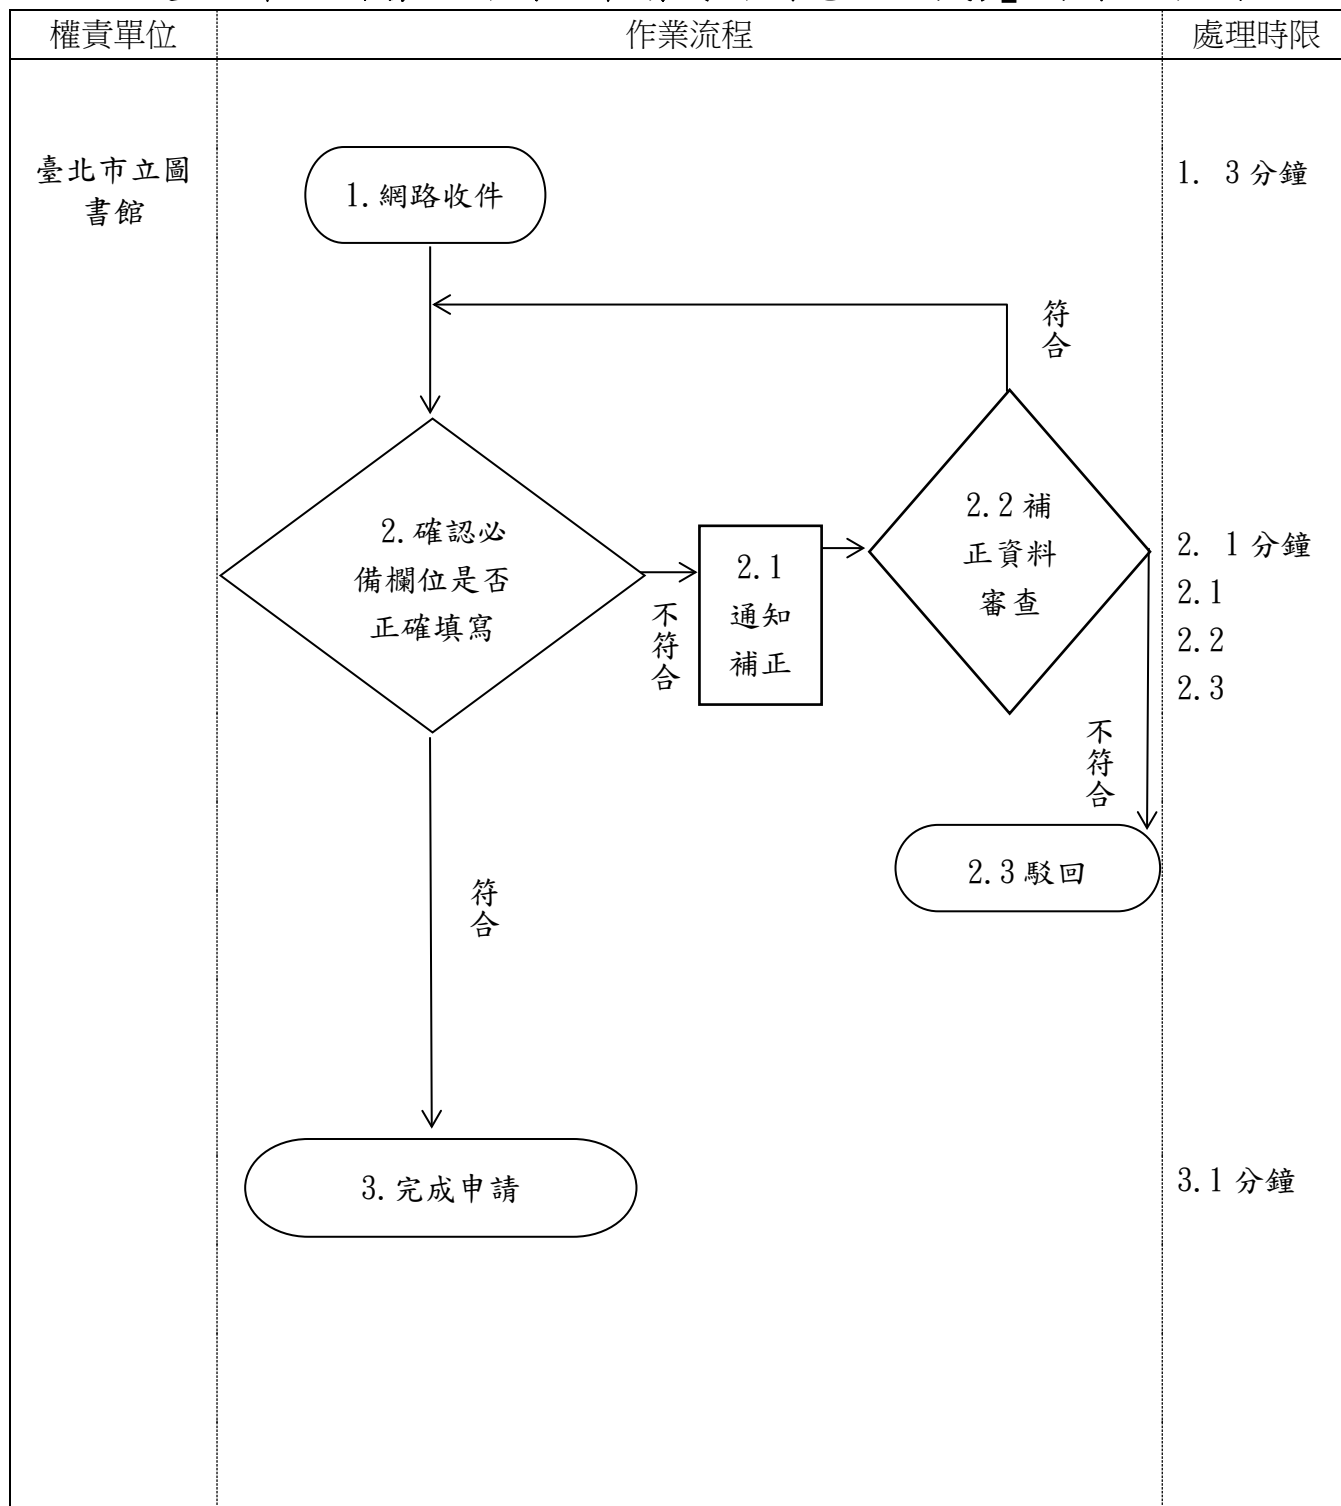 權責單位
作業流程
處理時限
臺北市立圖
書館
1.網路收件
1. 3分鐘
符
合
2.確認必
備欄位是否
正確填寫
不
符
合
2.1
通知
補正
2.2補
正資料
審查
2. 1分鐘
2.1
2.2
2.3
不
符
合
2.3駁回
符
合
3.完成申請
3.1分鐘